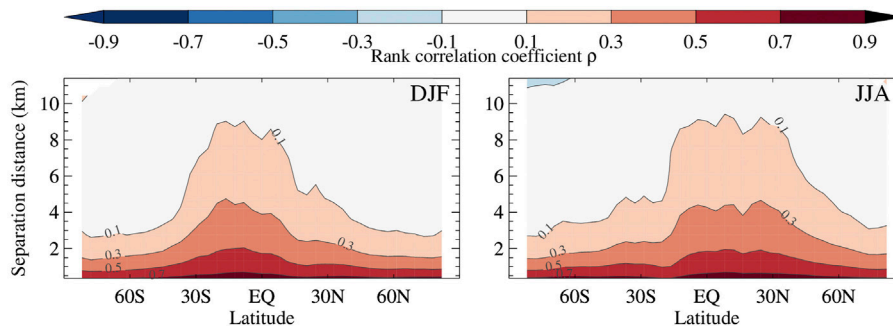 -0.9 -0.7 -0.5 -0.3 -0.1 0.1 0.3 0.5 0.7 0.9
Rank correlation coefficient ρ
Separation distance (km)
10
8
6
4
2
DJF
0.1
0.1
0.3
0.3
0.5
60S 30S EQ 30N 60N
Latitude
10
8
6
4
2
JJA
0.1
0.1
0.3
0.3
0.5
60S 30S EQ 30N 60N
Latitude